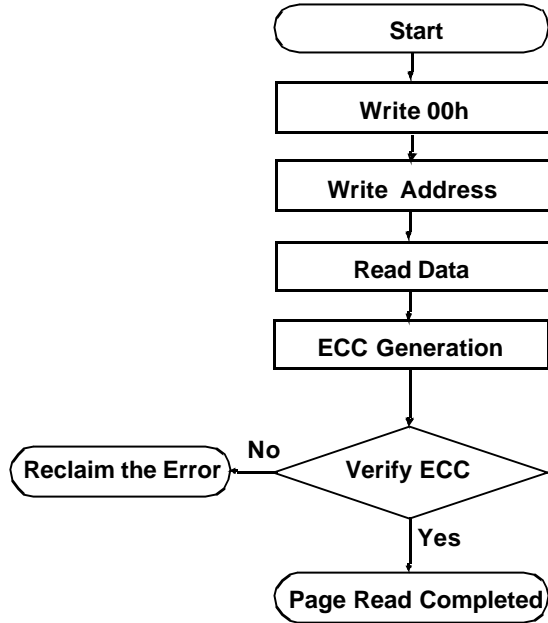 Start
Write 00h
Write Address
Read Data
ECC Generation
No
Reclaim the Error
Verify ECC
Yes
Page Read Completed